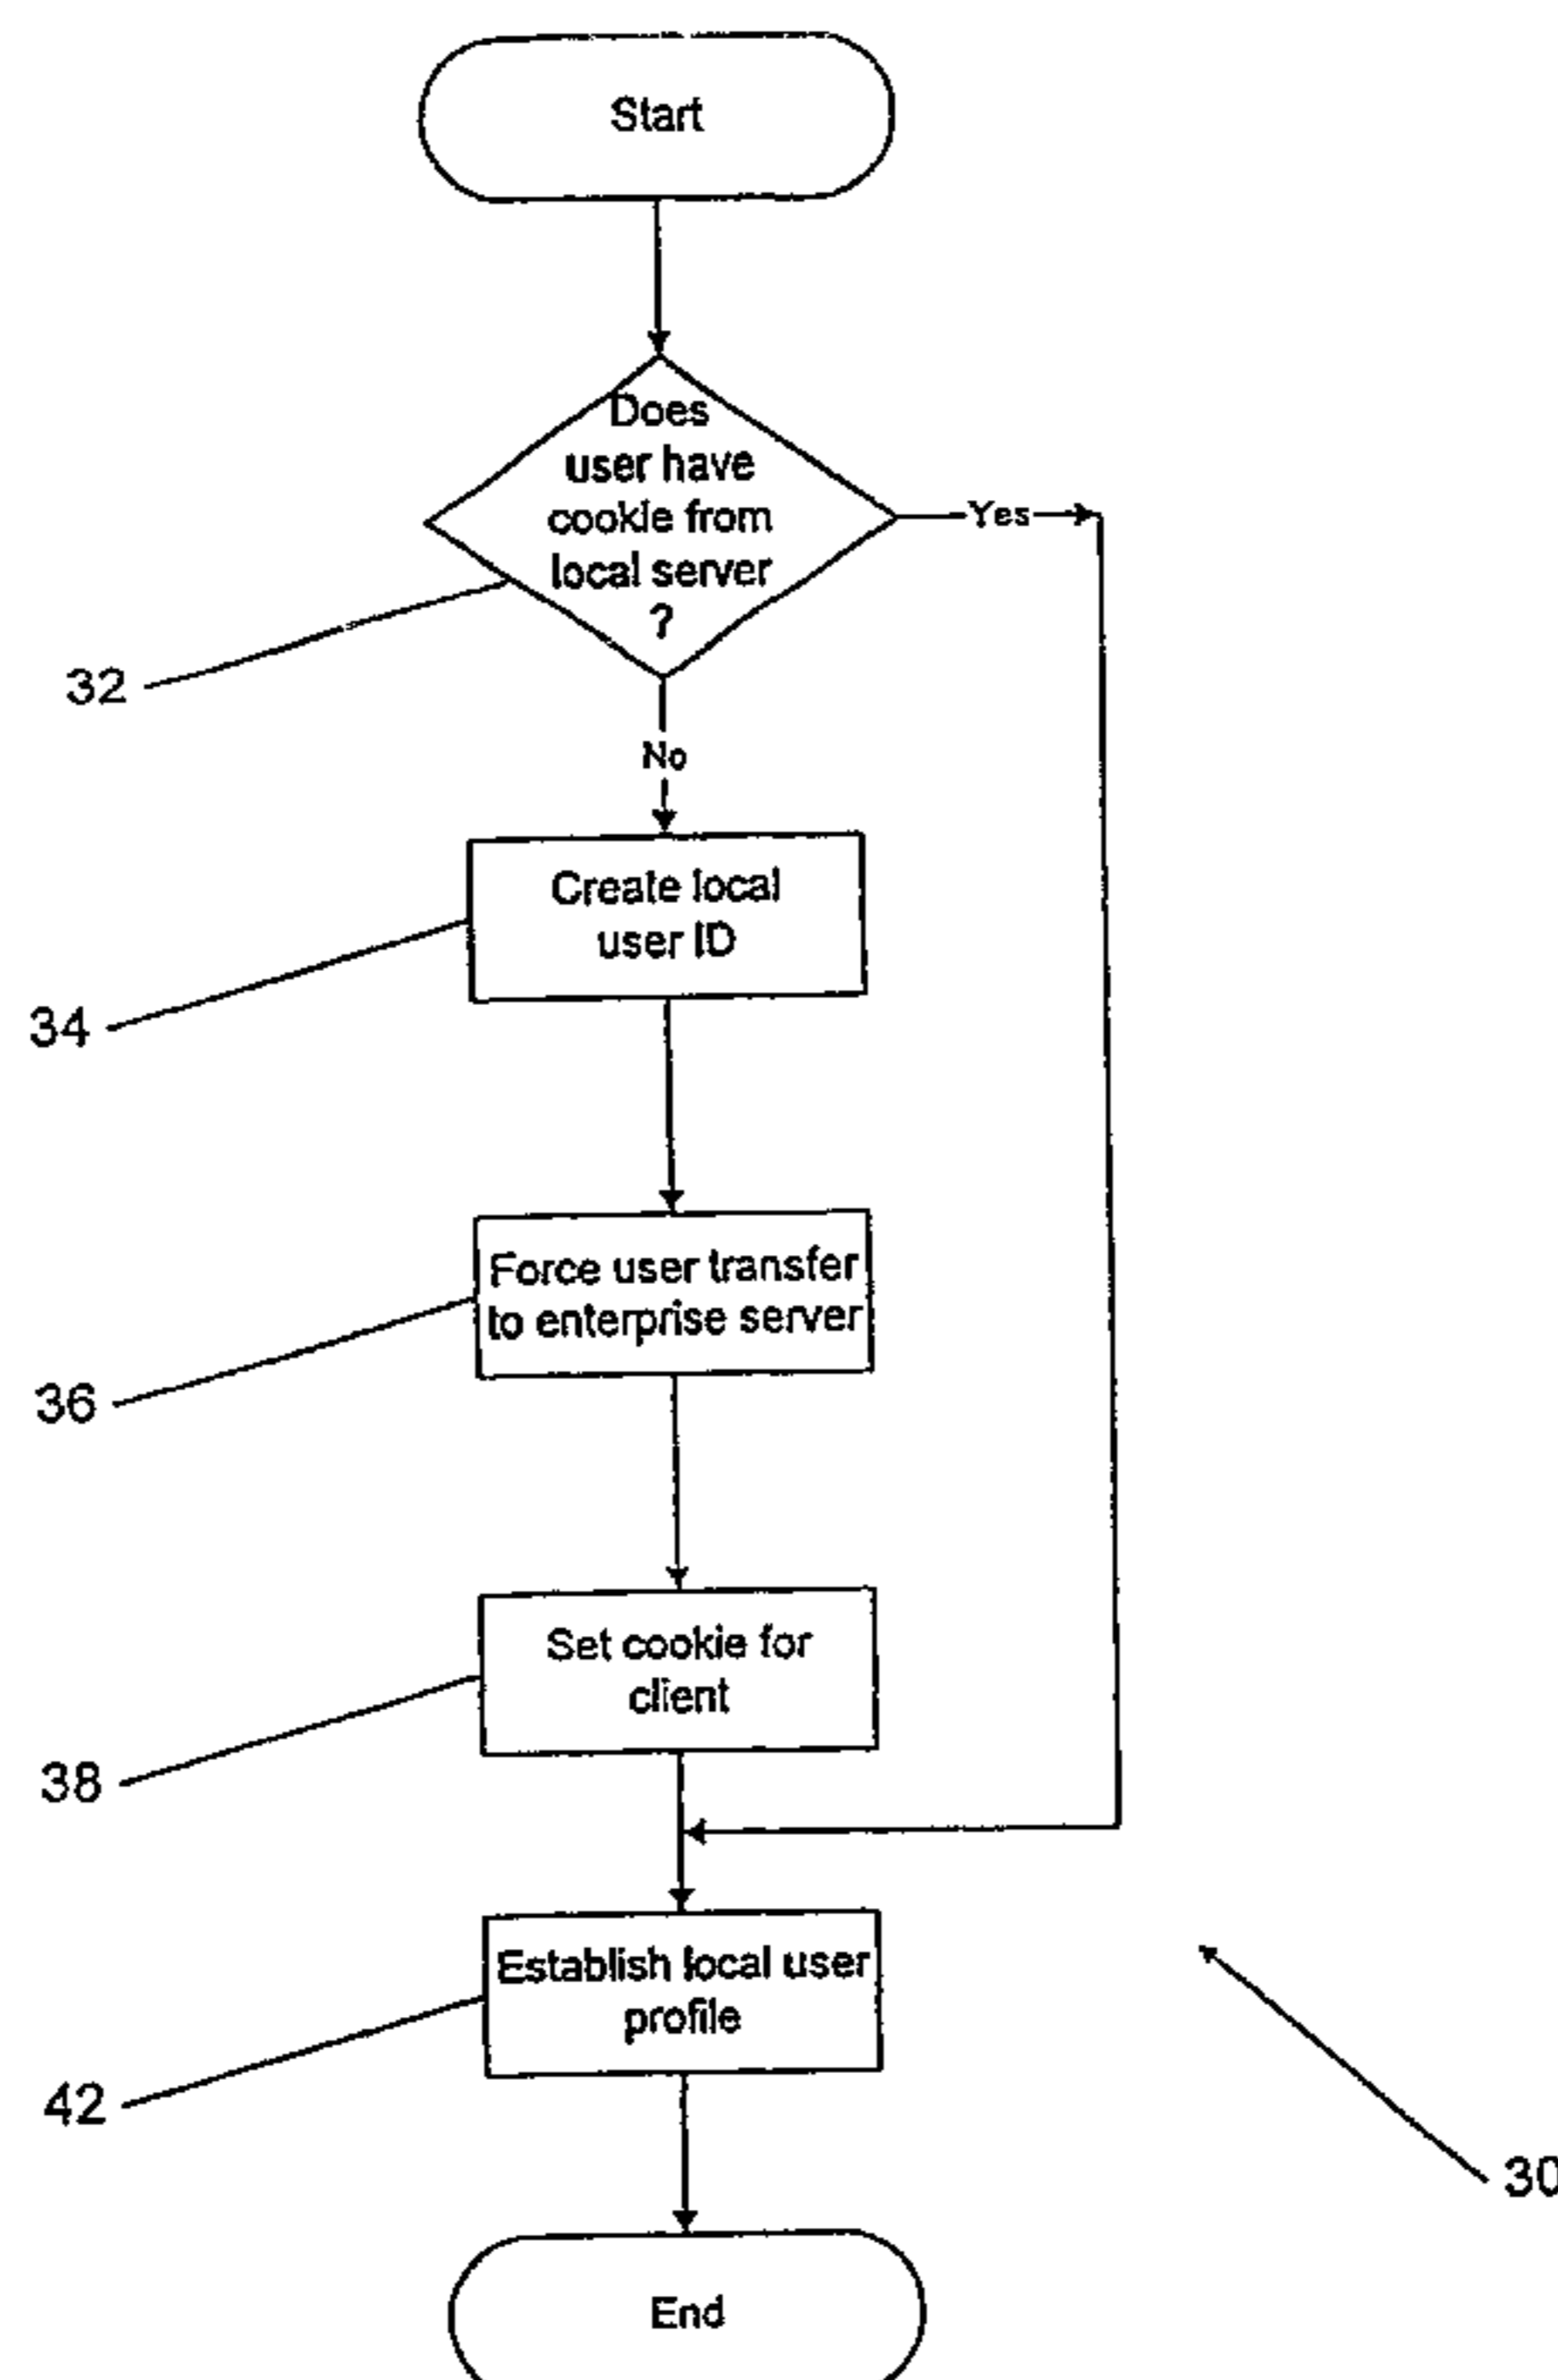 Start
Does
user have
cookie from
local server
?
Yes
32
No
Create local
user ID
34
Force user transfer
to enterprise server
36
Set cookie for
client
38
Establish local user
profile
42
30
End